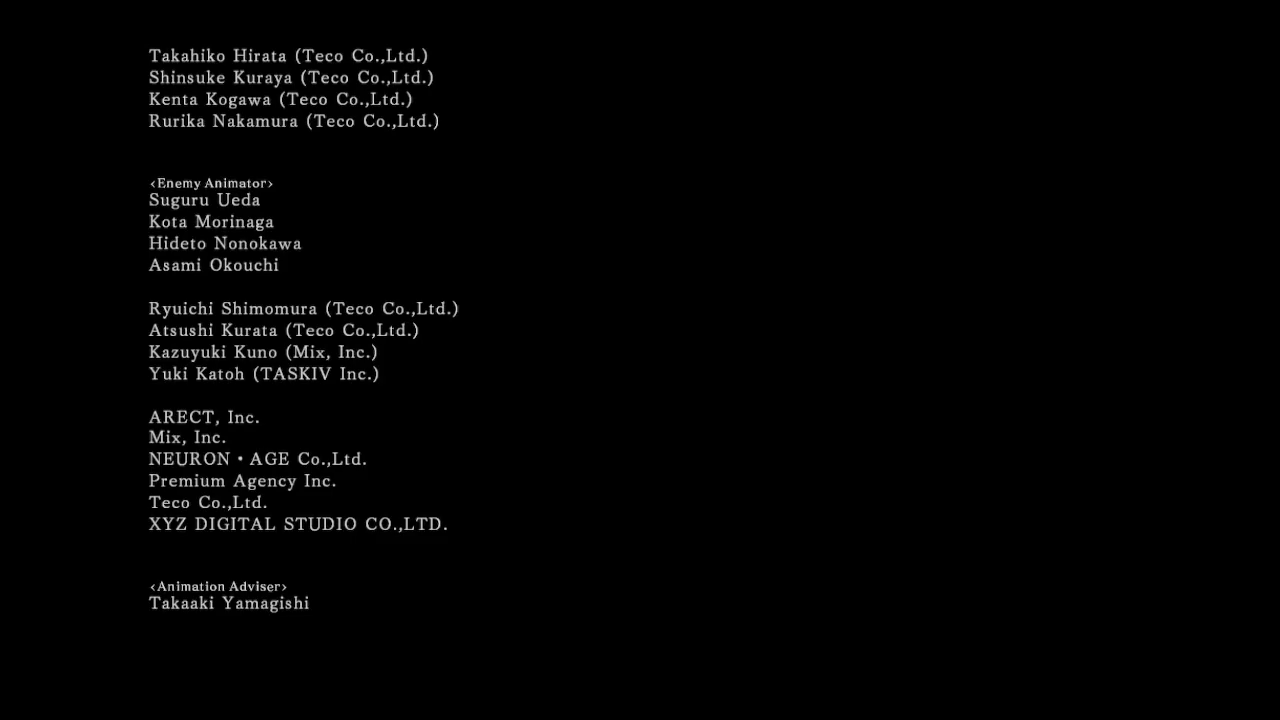 Takahiko Hirata (Teco Co.,Ltd.)
Shinsuke Kuraya (Teco Co.,Ltd.)
Kenta Kogawa (Teco Co.,Ltd.)
Rurika Nakamura (Teco Co.,Ltd.)
<Enemy Animator>
Suguru Ueda
Kota Morinaga
Hideto Nonokawa
Asami Okouchi
Ryuichi Shimomura (Teco Co.,Ltd.)
Atsushi Kurata (Teco Co.,Ltd.)
Kazuyuki Kuno (Mix, Inc.)
Yuki Katoh (TASKIV Inc.)
ARECT, Inc.
Mix, Inc.
NEURON・AGE Co.,Ltd.
Premium Agency Inc.
Teco Co.,Ltd.
XYZ DIGITAL STUDIO CO.,LTD.
<Animation Adviser>
Takaaki Yamagishi